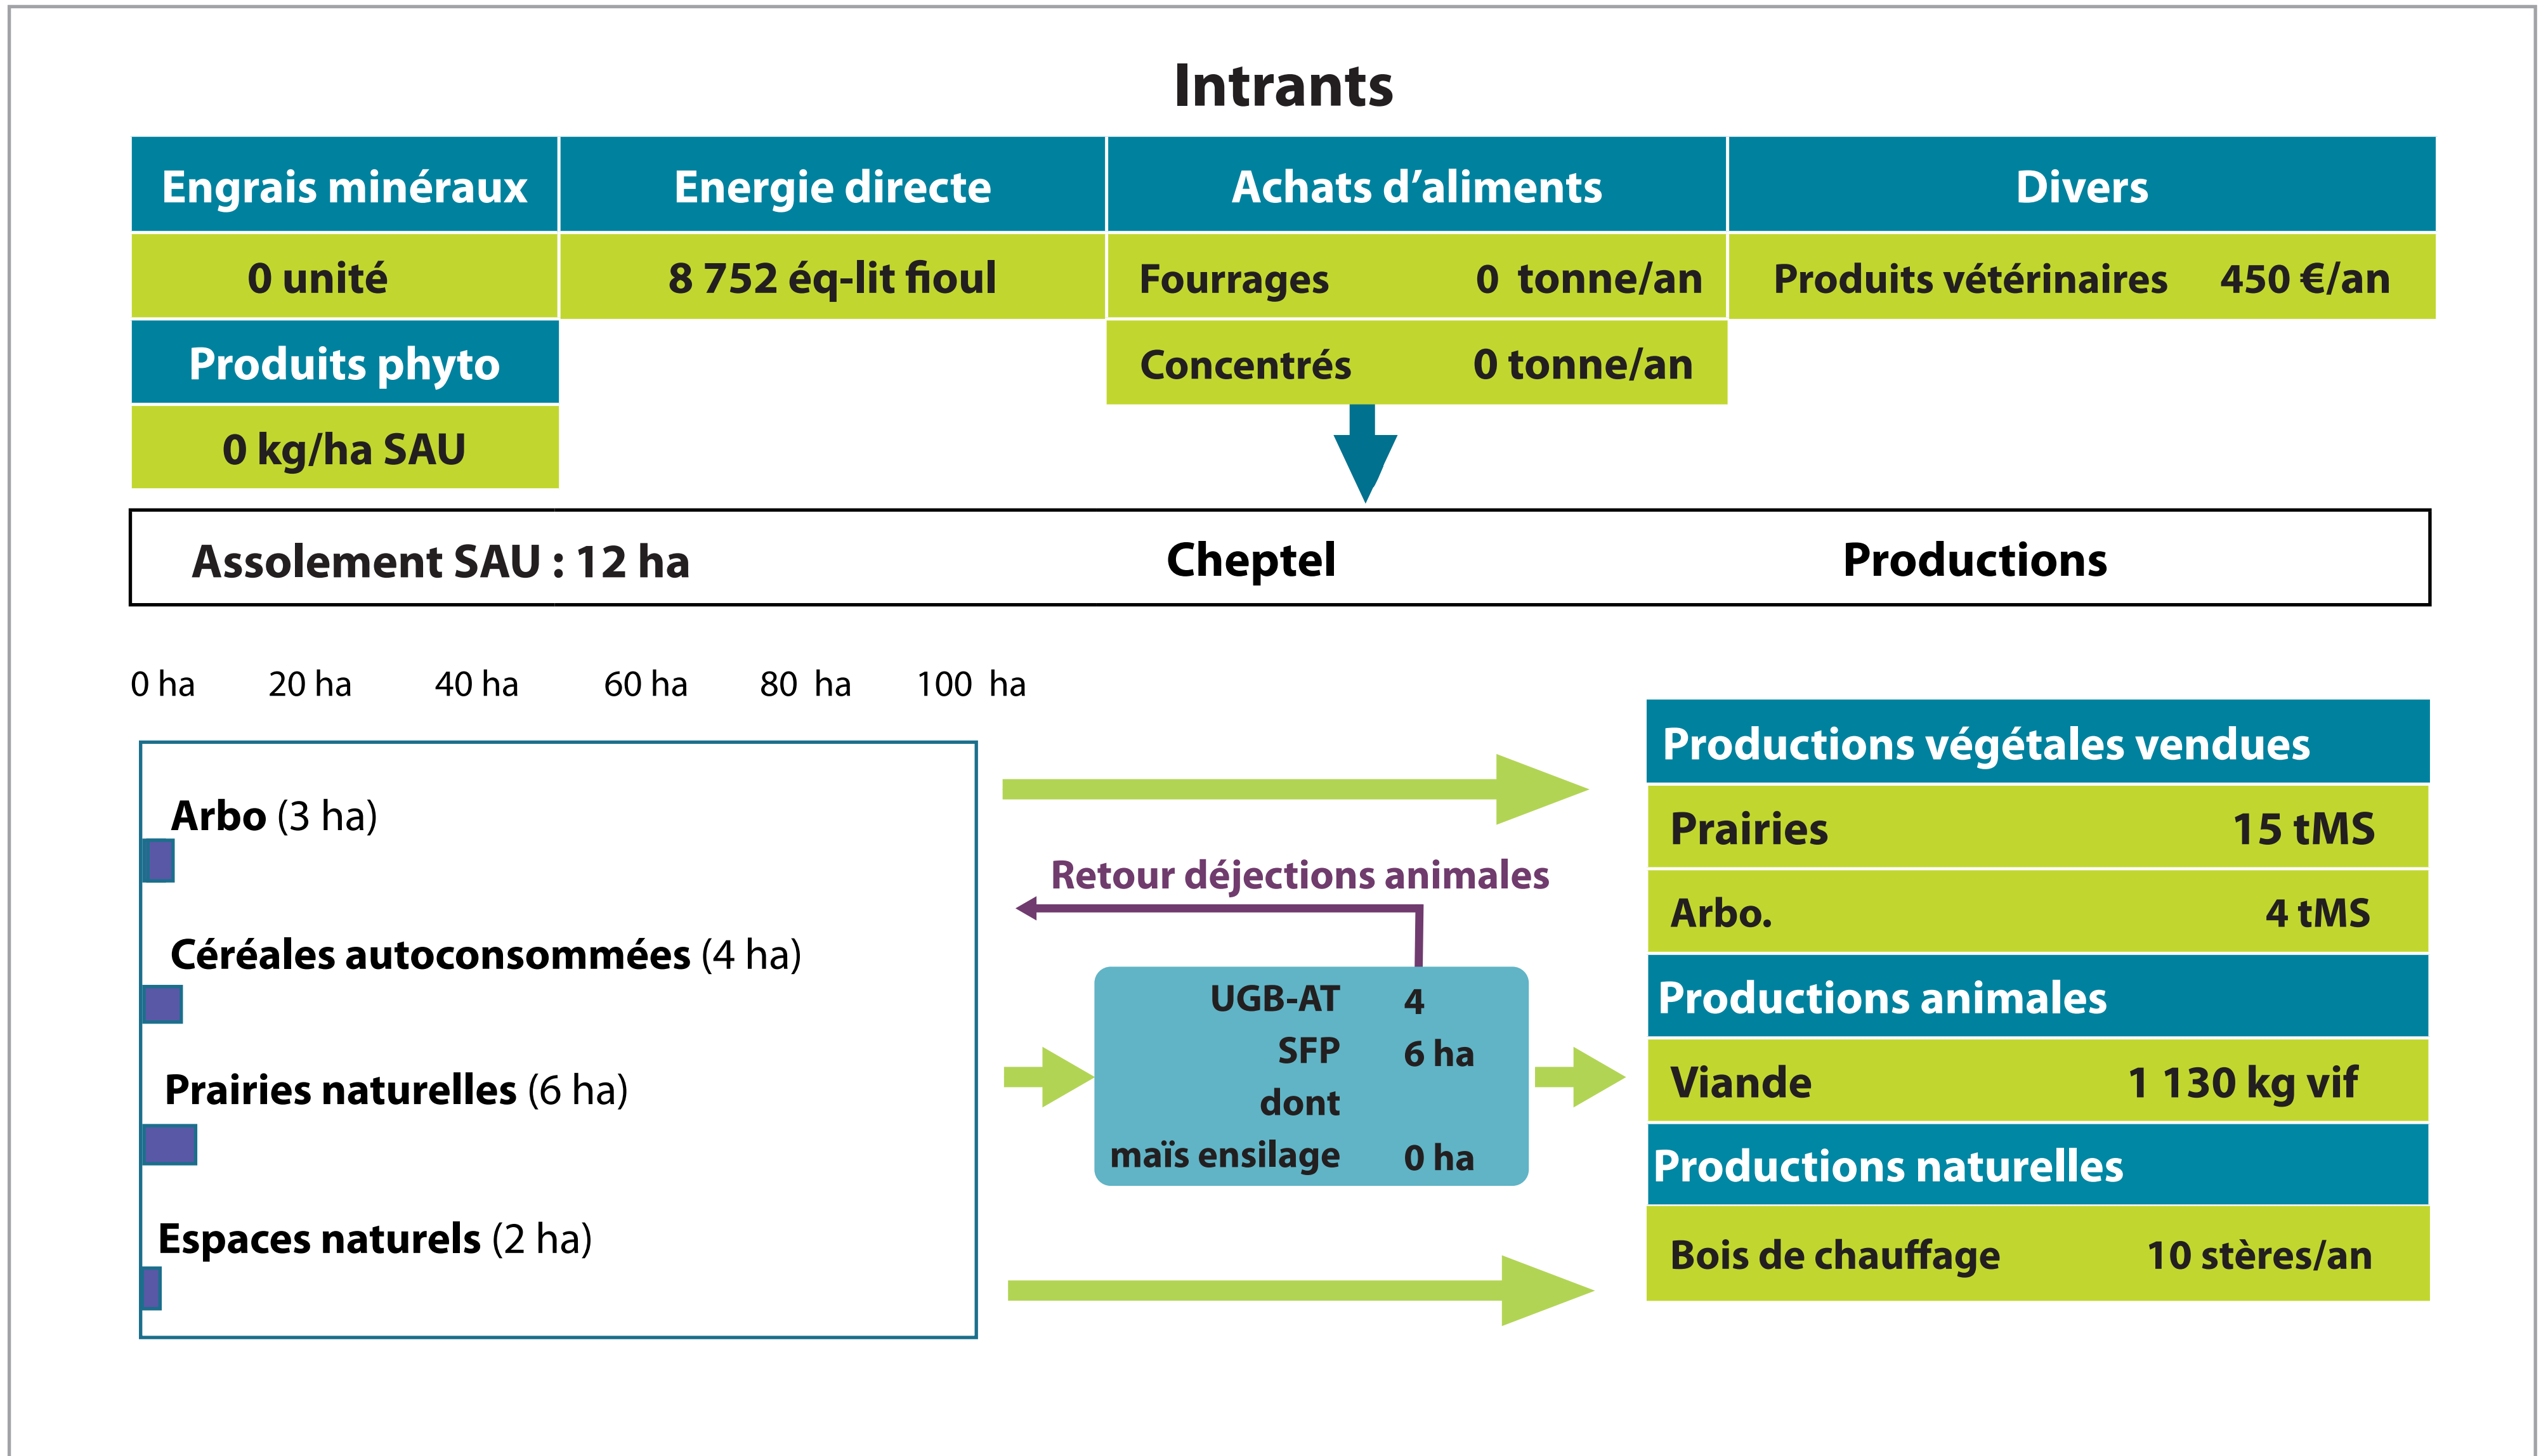 Intrants
Engrais minéraux
Energie directe
Achats d’aliments
Divers
0 unité
8 752 éq-lit fioul
Fourrages 0 tonne/an
Produits vétérinaires 450 €/an
Produits phyto
Concentrés 0 tonne/an
0 kg/ha SAU
Assolement SAU : 12 ha
Cheptel
Productions
0 ha 20 ha 40 ha 60 ha 80 ha 100 ha
Arbo (3 ha)
Céréales autoconsommées (4 ha)
Prairies naturelles (6 ha)
Espaces naturels (2 ha)
Retour déjections animales
UGB-AT 4
SFP 6 ha
dont
maïs ensilage 0 ha
Productions végétales vendues
Prairies 15 tMS
Arbo. 4 tMS
Productions animales
Viande 1 130 kg vif
Productions naturelles
Bois de chauffage 10 stères/an